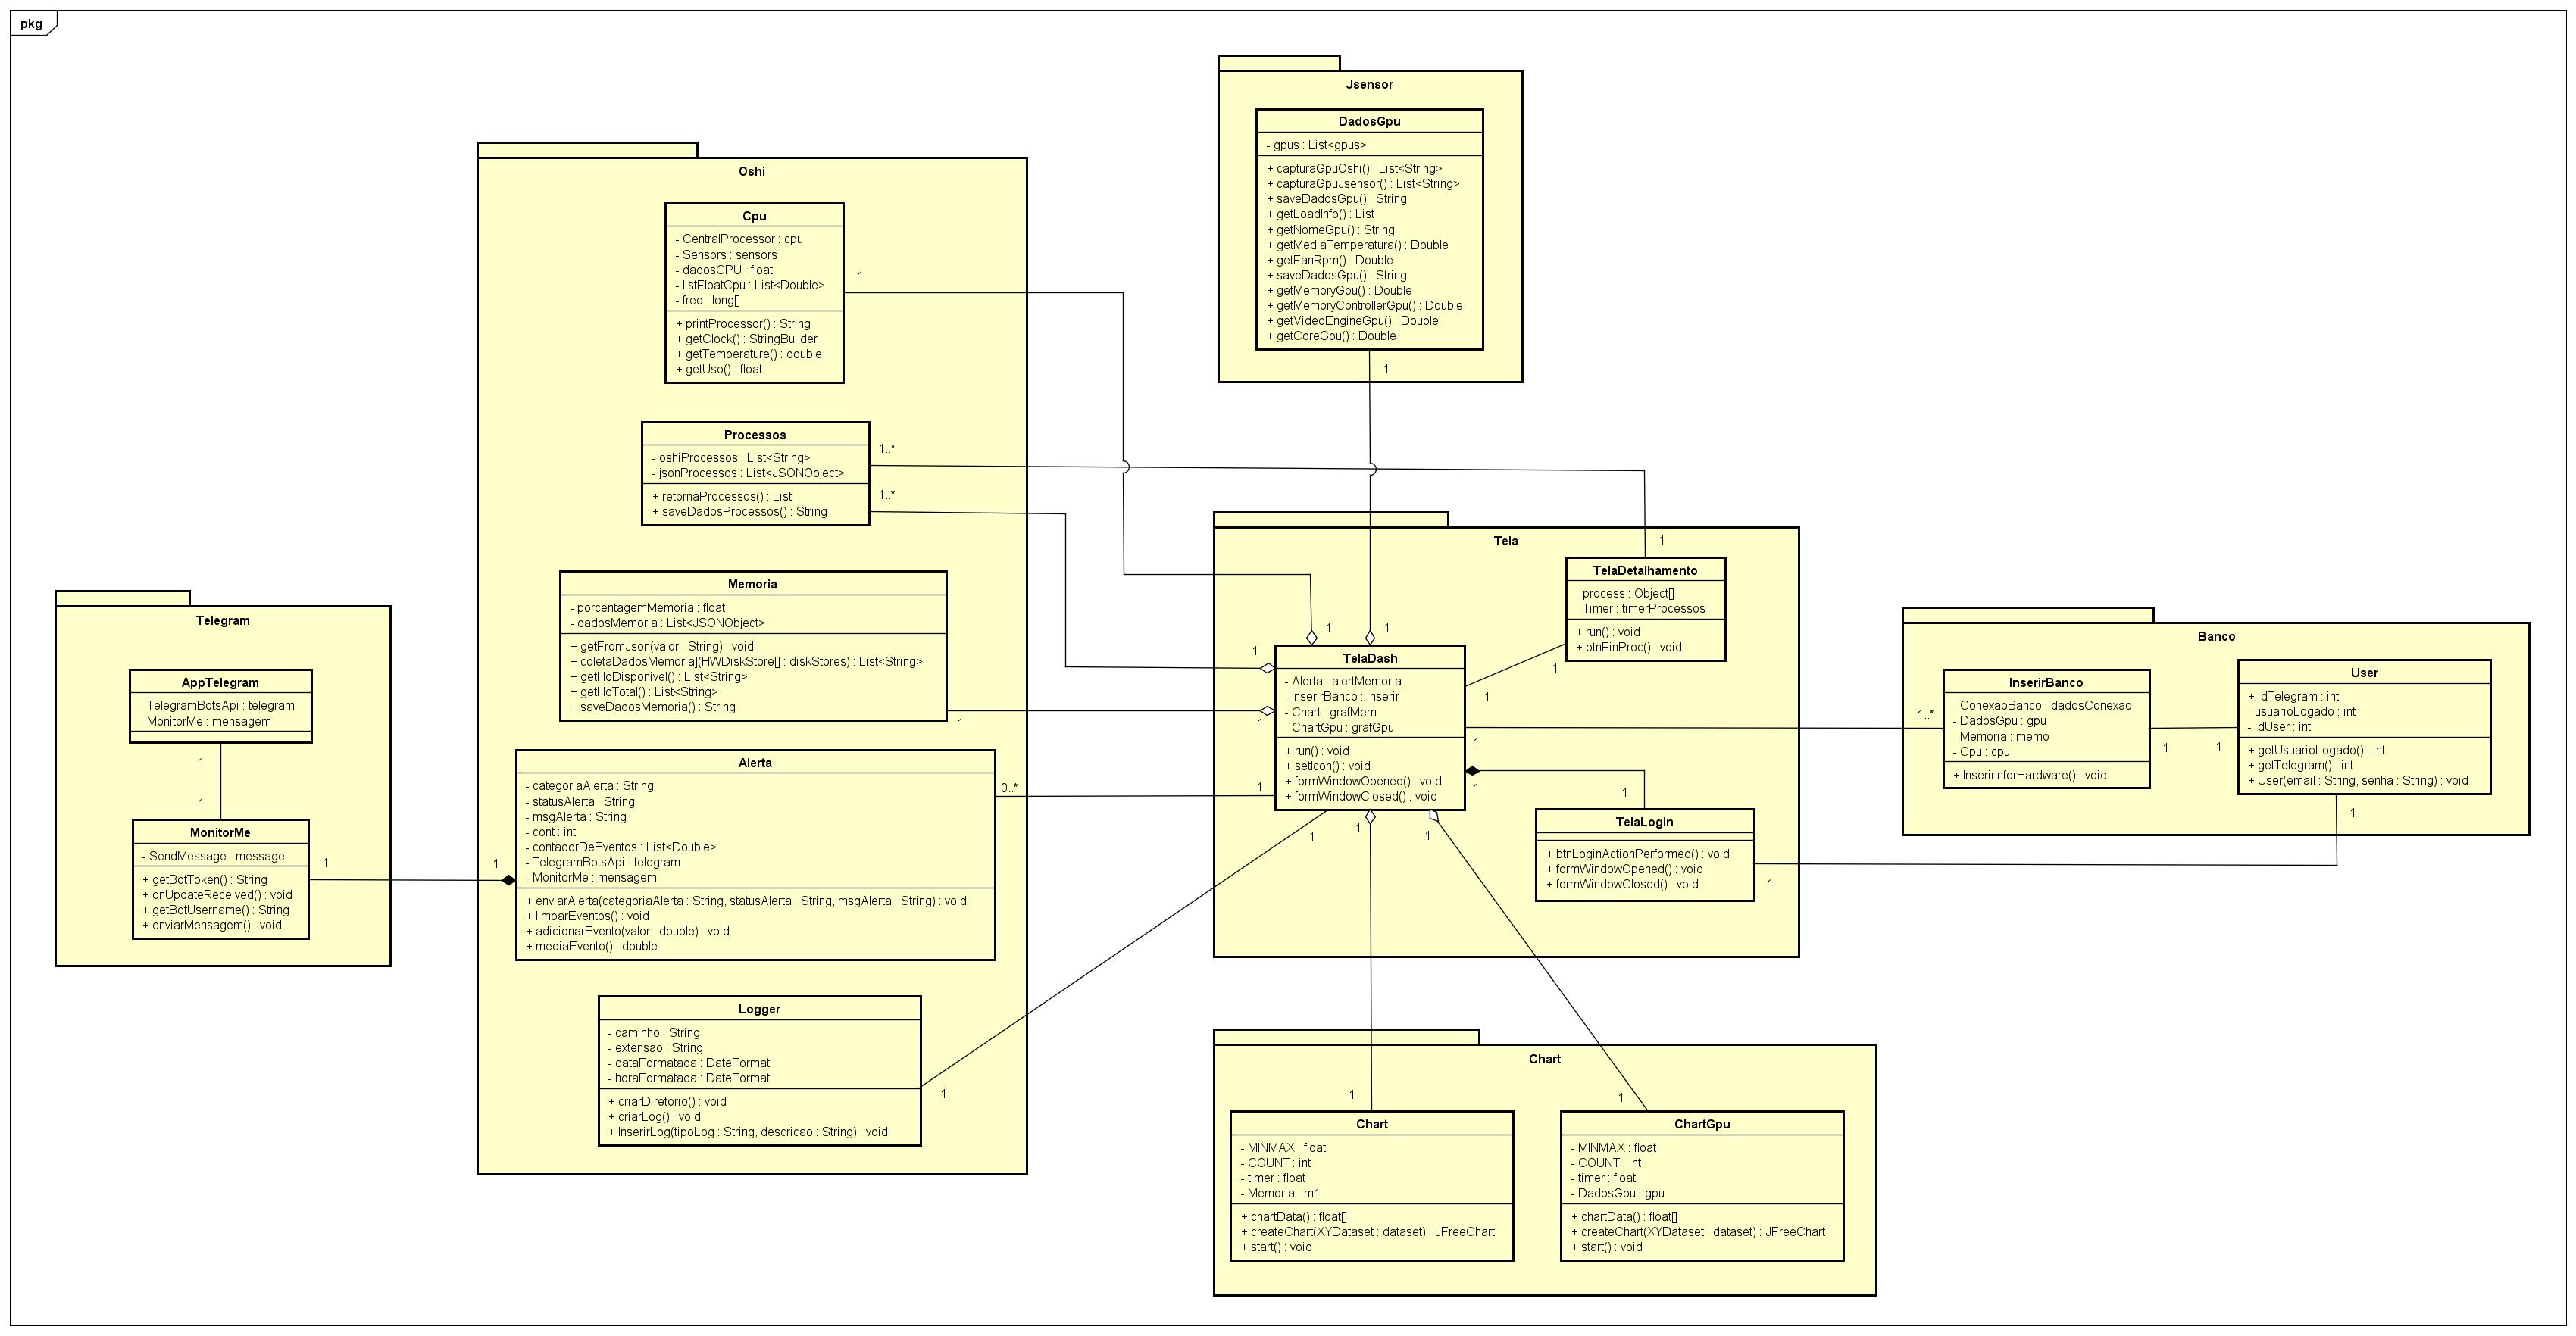 pkg
Jsensor
DadosGpu
- gpus : List<gpus>
+ capturaGpuOshi() : List<String>
+ capturaGpuJsensor() : List<String>
+ saveDadosGpu() : String
+ getLoadInfo() : List
+ getNomeGpu() : String
+ getMediaTemperatura() : Double
+ getFanRpm() : Double
+ saveDadosGpu() : String
+ getMemoryGpu() : Double
+ getMemoryControllerGpu() : Double
+ getVideoEngineGpu() : Double
+ getCoreGpu() : Double
1
1
Oshi
Cpu
- CentralProcessor : cpu
- Sensors : sensors
- dadosCPU : float
- listFloatCpu : List<Double>
- freq : long[]
+ printProcessor() : String
+ getClock() : StringBuilder
+ getTemperature() : double
+ getUso() : float
1
1
Processos
- oshiProcessos : List<String>
- jsonProcessos : List<JSONObject>
+ retornaProcessos() : List
+ saveDadosProcessos() : String
1..*
1
1..*
1
Memoria
- porcentagemMemoria : float
- dadosMemoria : List<JSONObject>
+ getFromJson(valor : String) : void
+ coletaDadosMemoria](HWDiskStore[] : diskStores) : List<String>
+ getHdDisponivel() : List<String>
+ getHdTotal() : List<String>
+ saveDadosMemoria() : String
1
1
Alerta
- categoriaAlerta : String
- statusAlerta : String
- msgAlerta : String
- cont : int
- contadorDeEventos : List<Double>
- TelegramBotsApi : telegram
- MonitorMe : mensagem
+ enviarAlerta(categoriaAlerta : String, statusAlerta : String, msgAlerta : String) : void
+ limparEventos() : void
+ adicionarEvento(valor : double) : void
+ mediaEvento() : double
0..*
1
Logger
- caminho : String
- extensao : String
- dataFormatada : DateFormat
- horaFormatada : DateFormat
+ criarDiretorio() : void
+ criarLog() : void
+ InserirLog(tipoLog : String, descricao : String) : void
1
1
Telegram
AppTelegram
- TelegramBotsApi : telegram
- MonitorMe : mensagem
1
1
MonitorMe
- SendMessage : message
+ getBotToken() : String
+ onUpdateReceived() : void
+ getBotUsername() : String
+ enviarMensagem() : void
1
1
Tela
TelaDetalhamento
- process : Object[]
- Timer : timerProcessos
+ run() : void
+ btnFinProc() : void
1
1
TelaDash
- Alerta : alertMemoria
- InserirBanco : inserir
- Chart : grafMem
- ChartGpu : grafGpu
+ run() : void
+ setIcon() : void
+ formWindowOpened() : void
+ formWindowClosed() : void
1
1..*
1
1
TelaLogin
+ btnLoginActionPerformed() : void
+ formWindowOpened() : void
+ formWindowClosed() : void
1
1
Banco
InserirBanco
- ConexaoBanco : dadosConexao
- DadosGpu : gpu
- Memoria : memo
- Cpu : cpu
+ InserirInforHardware() : void
1
1
User
+ idTelegram : int
- usuarioLogado : int
- idUser : int
+ getUsuarioLogado() : int
+ getTelegram() : int
+ User(email : String, senha : String) : void
1
1
Chart
1
Chart
- MINMAX : float
- COUNT : int
- timer : float
- Memoria : m1
+ chartData() : float[]
+ createChart(XYDataset : dataset) : JFreeChart
+ start() : void
1
ChartGpu
- MINMAX : float
- COUNT : int
- timer : float
- DadosGpu : gpu
+ chartData() : float[]
+ createChart(XYDataset : dataset) : JFreeChart
+ start() : void